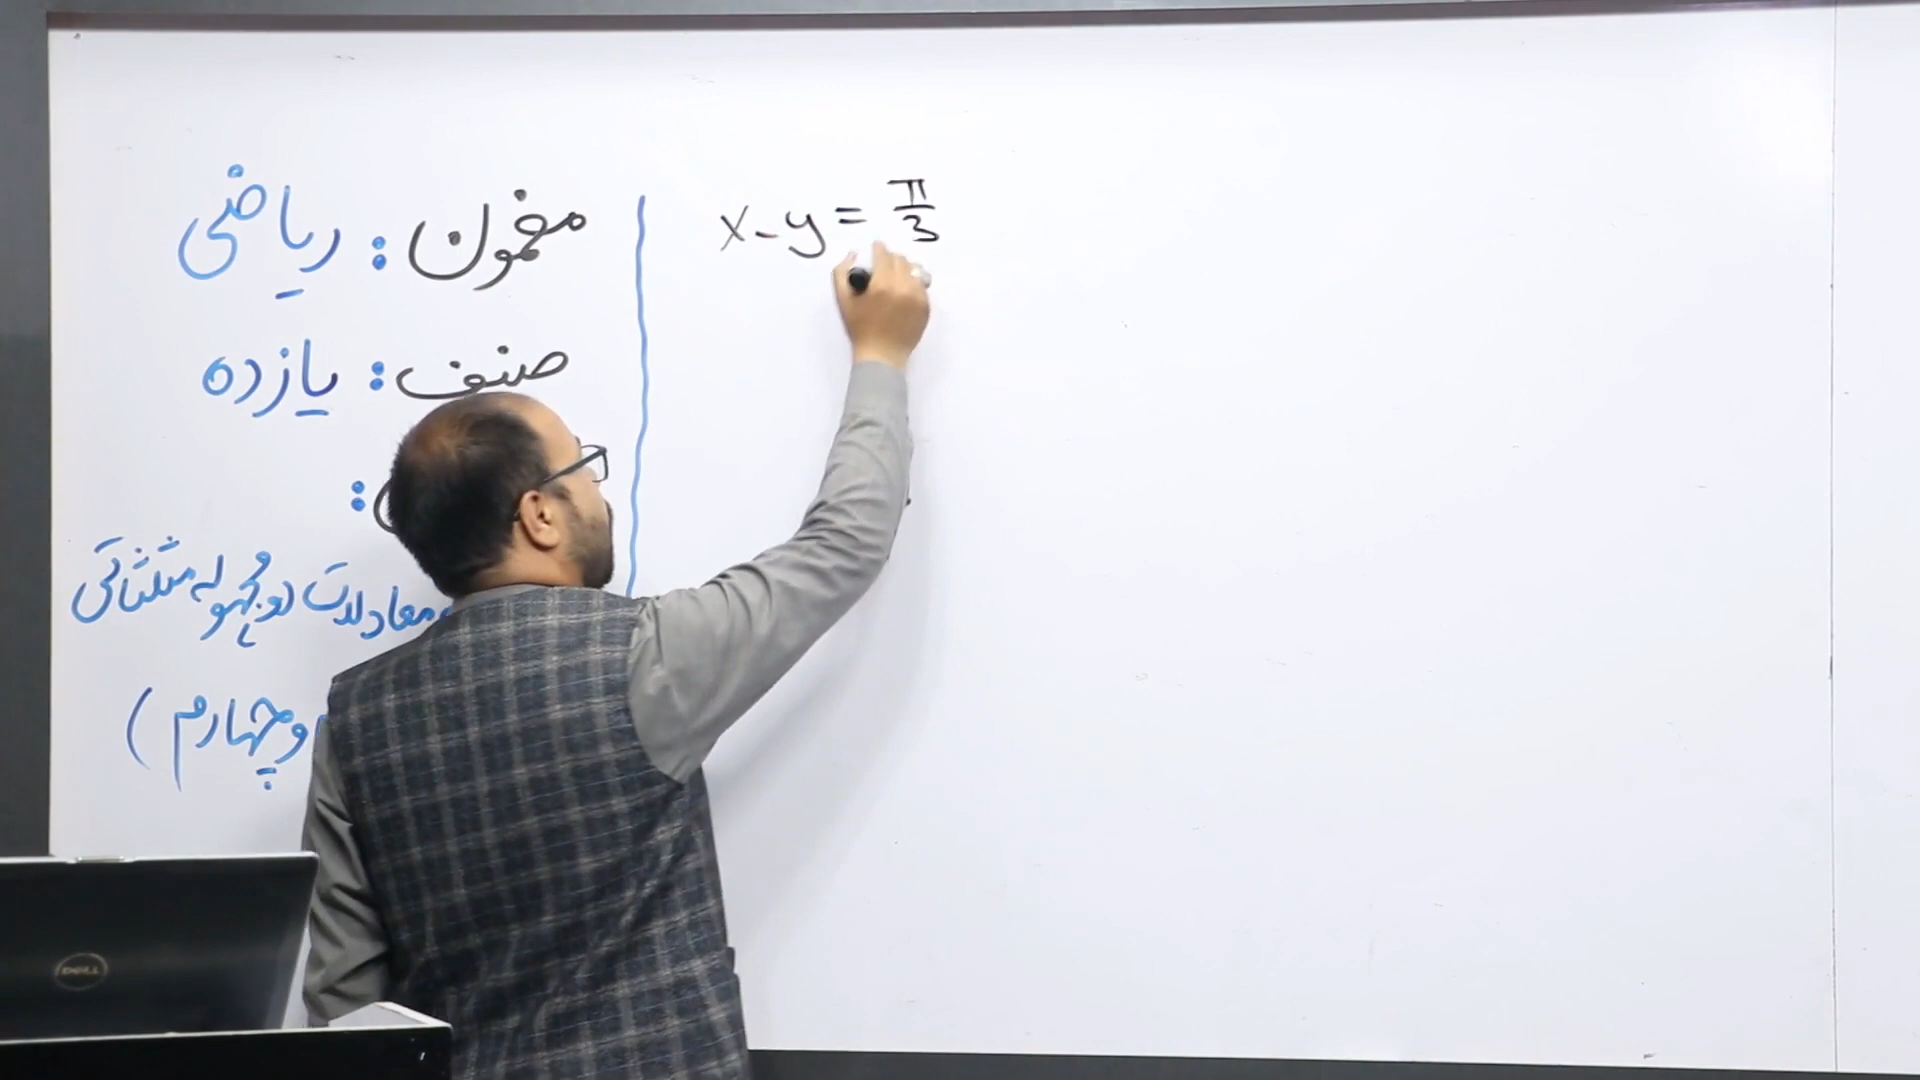 مضمون : ریاضی
صنف : یازده
:
معادلات دو مجهوله مثلثاتی
وچهارم )
x - y = π/3
DELL